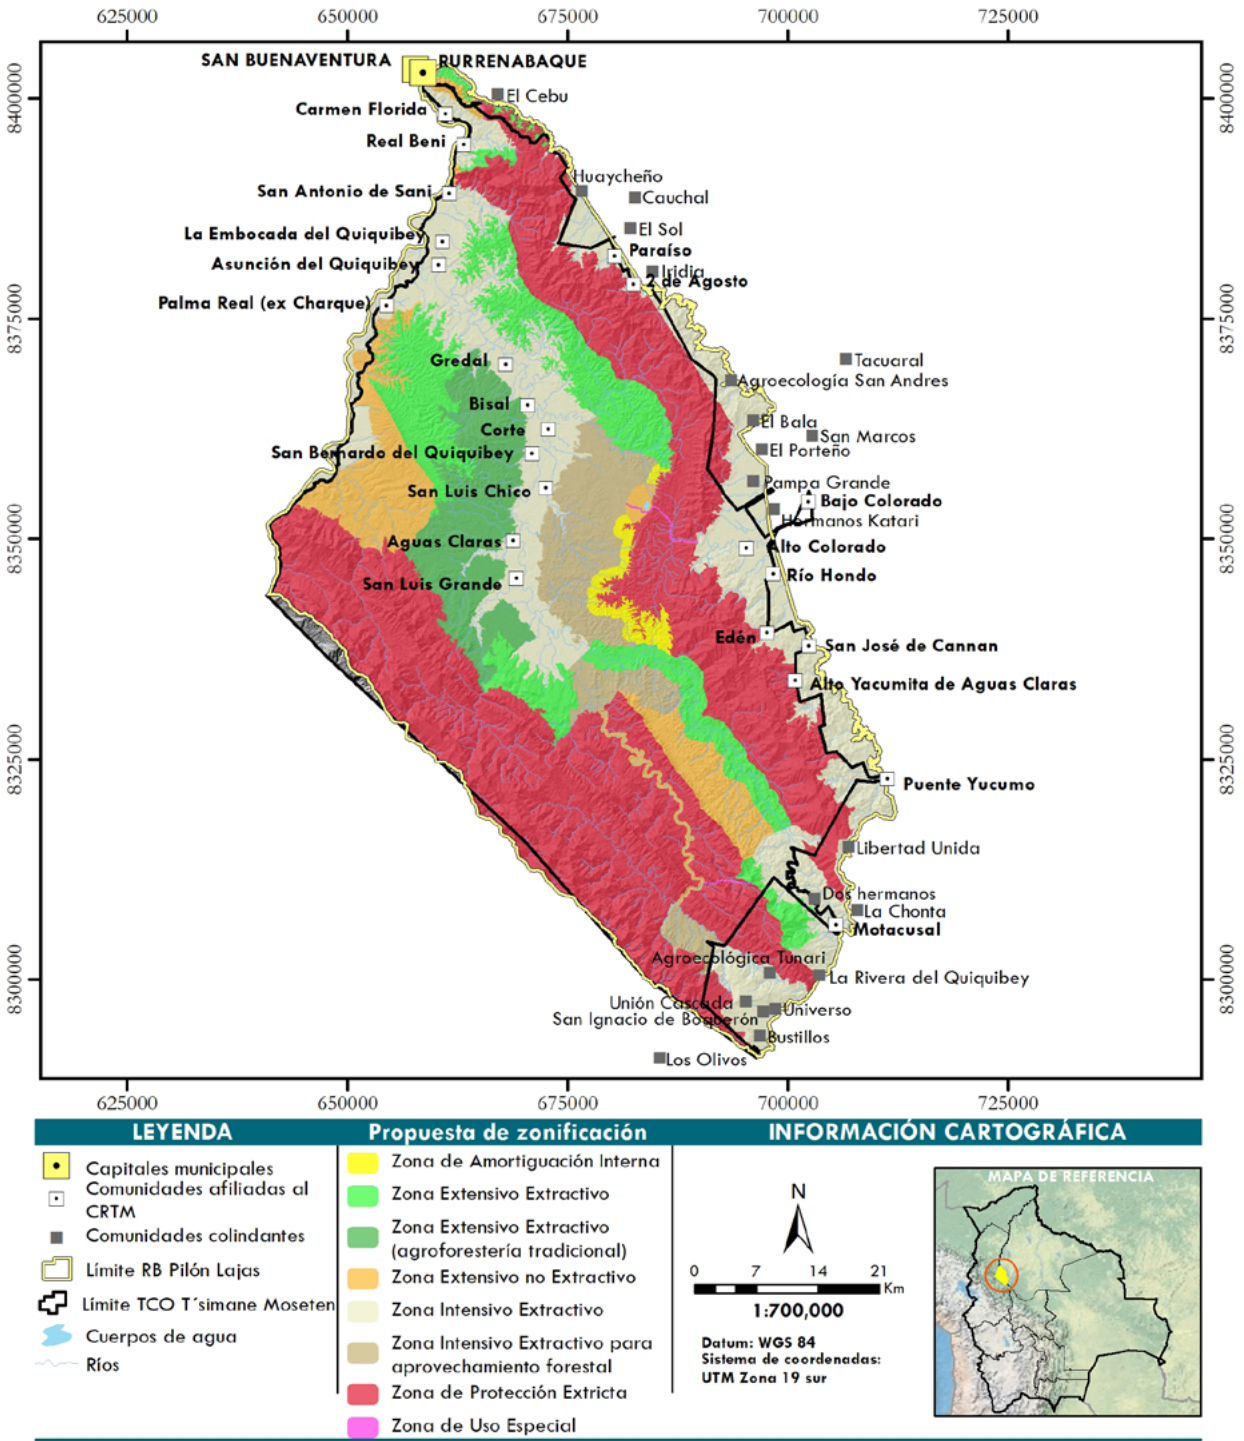 625000 650000 675000 700000 725000
SAN BUENAVENTURA
RURRENABAQUE
El Cebu
8400000
8400000
Carmen Florida
Real Beni
Huaycheño
San Antonio de Sani
Cauchal
El Sol
La Embocada del Quiquibey
Paraíso
Asunción del Quiquibey
Iridia
2 de Agosto
Palma Real (ex Charque)
8375000
8375000
Gredal
Tacuaral
Agroecología San Andres
Bisal
El Bala
Corte
San Marcos
San Bernardo del Quiquibey
El Porteño
Pampa Grande
San Luis Chico
Bajo Colorado
Hermanos Katari
8350000
8350000
Aguas Claras
Alto Colorado
Río Hondo
San Luis Grande
Edén
San José de Cannan
Alto Yacumita de Aguas Claras
8325000
8325000
Puente Yucumo
Libertad Unida
Dos hermanos
La Chonta
Motacusal
Agroecológica Tunari
8300000
8300000
La Rivera del Quiquibey
Unión Cascada
Universo
San Ignacio de Boquerón
Bustillos
Los Olivos
625000 650000 675000 700000 725000
LEYENDA
Capitales municipales
Comunidades afiliadas al
CRTM
Comunidades colindantes
Límite RB Pilón Lajas
Límite TCO T´simane Moseten
Cuerpos de agua
Ríos
Propuesta de zonificación
Zona de Amortiguación Interna
Zona Extensivo Extractivo
Zona Extensivo Extractivo
(agroforestería tradicional)
Zona Extensivo no Extractivo
Zona Intensivo Extractivo
Zona Intensivo Extractivo para
aprovechamiento forestal
Zona de Protección Extricta
Zona de Uso Especial
INFORMACIÓN CARTOGRÁFICA
N
0 7 14 21
Km
1:700,000
Datum: WGS 84
Sistema de coordenadas:
UTM Zona 19 sur
MAPA DE REFERENCIA